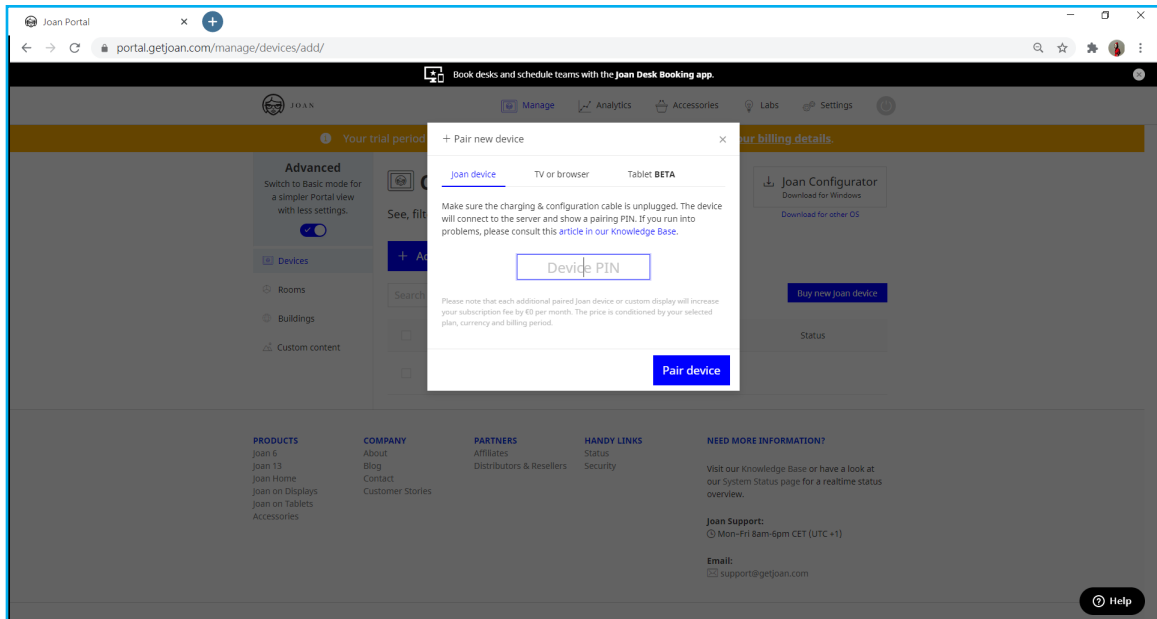 Joan Portal
portal.getjoan.com/manage/devices/add/
Book desks and schedule teams with the Joan Desk Booking app.
JOAN
Manage
Analytics
Accessories
Labs
Settings
Your trial period
our billing details.
Advanced
Switch to Basic mode for
a simpler Portal view
with less settings.
Devices
Rooms
Buildings
Custom content
See, filt
+ Ad
Search
+ Pair new device
Joan device
TV or browser
Tablet BETA
Make sure the charging & configuration cable is unplugged. The device
will connect to the server and show a pairing PIN. If you run into
problems, please consult this article in our Knowledge Base.
Device PIN
Please note that each additional paired Joan device or custom display will increase
your subscription fee by €0 per month. The price is conditioned by your selected
plan, currency and billing period.
Pair device
Joan Configurator
Download for Windows
Download for other OS
Buy new Joan device
Status
PRODUCTS
Joan 6
Joan 13
Joan Home
Joan on Displays
Joan on Tablets
Accessories
COMPANY
About
Blog
Contact
Customer Stories
PARTNERS
Affiliates
Distributors & Resellers
HANDY LINKS
Status
Security
NEED MORE INFORMATION?
Visit our Knowledge Base or have a look at
our System Status page for a realtime status
overview.
Joan Support:
Mon-Fri 8am-6pm CET (UTC +1)
Email:
support@getjoan.com
Help